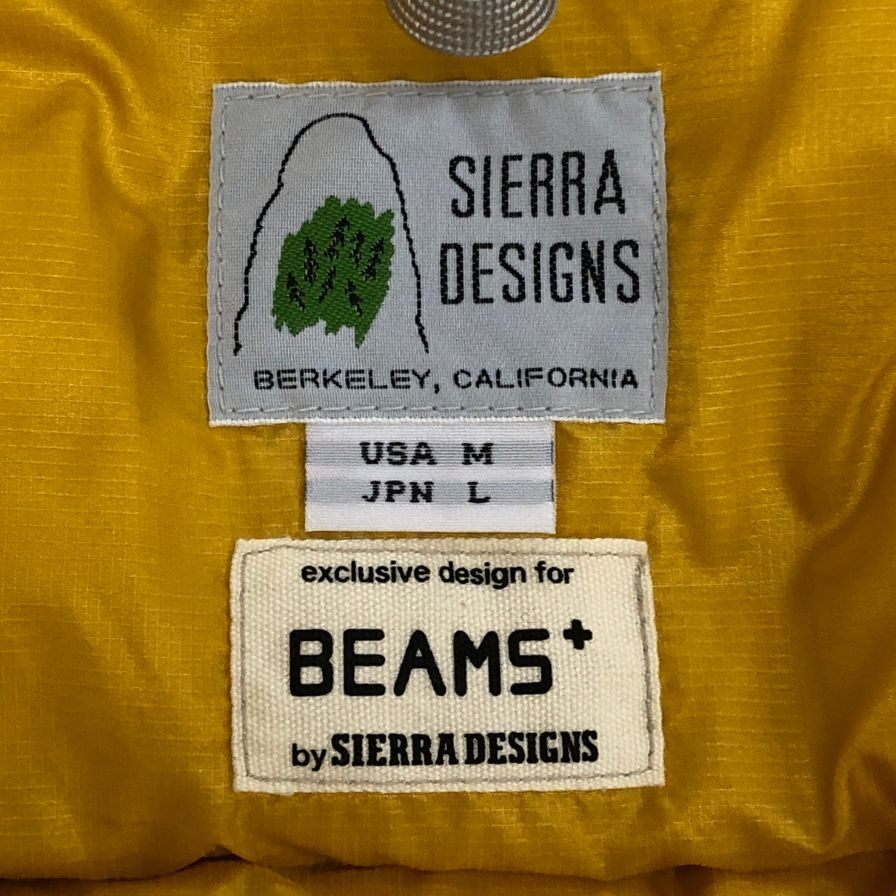 SIERRA
DESIGNS
BERKELEY, CALIFORNIA
USA M
JPN L
exclusive design for
BEAMS+
by SIERRA DESIGNS